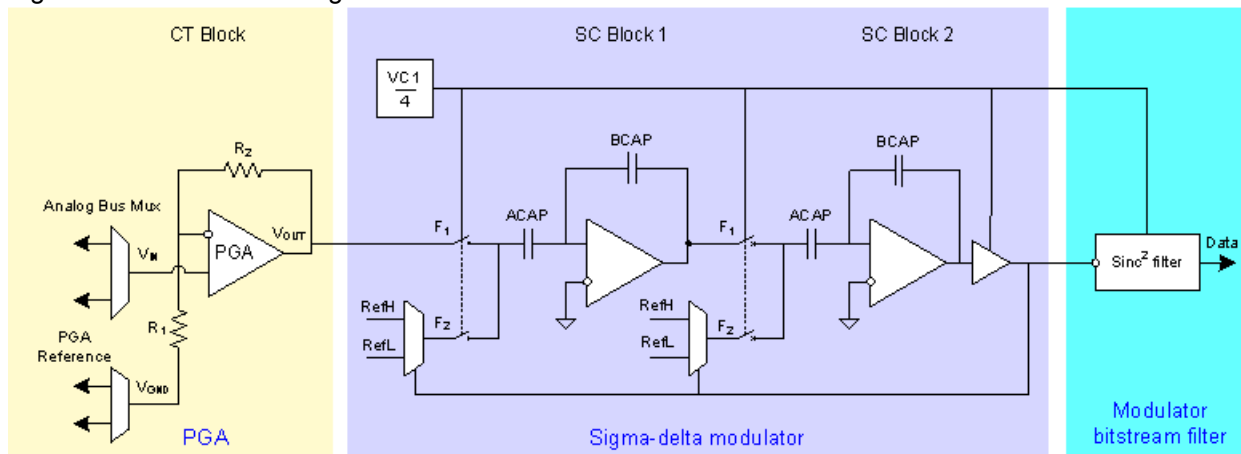 CT Block
SC Block 1
SC Block 2
VC1
4
BCAP
BCAP
R2
Analog Bus Mux
VIN
PGA
VOUT
F1
ACAP
F1
ACAP
Data
Sinc2 filter
R1
RefH
RefL
F2
RefH
RefL
F2
PGA
Reference
VGND
PGA
Sigma-delta modulator
Modulator
bitstream filter